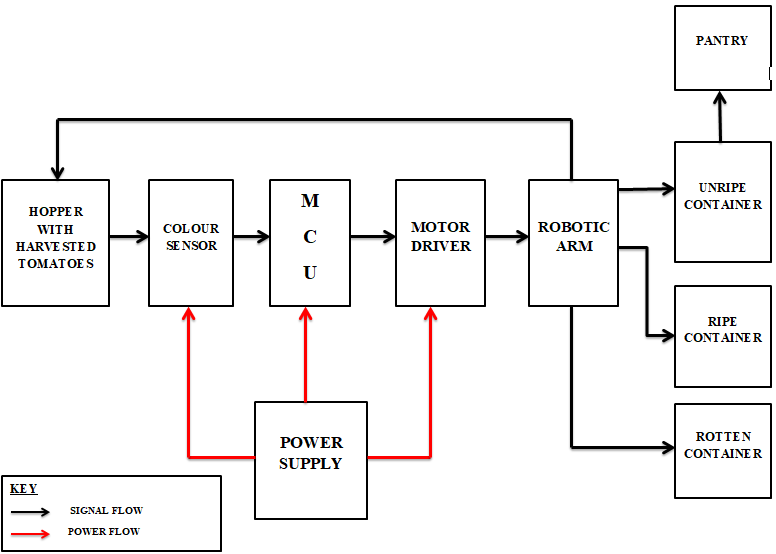 PANTRY
HOPPER
WITH
HARVESTED
TOMATOES
COLOUR
SENSOR
M
C
U
MOTOR
DRIVER
ROBOTIC
ARM
UNRIPE
CONTAINER
RIPE
CONTAINER
ROTTEN
CONTAINER
POWER
SUPPLY
KEY
SIGNAL FLOW
POWER FLOW